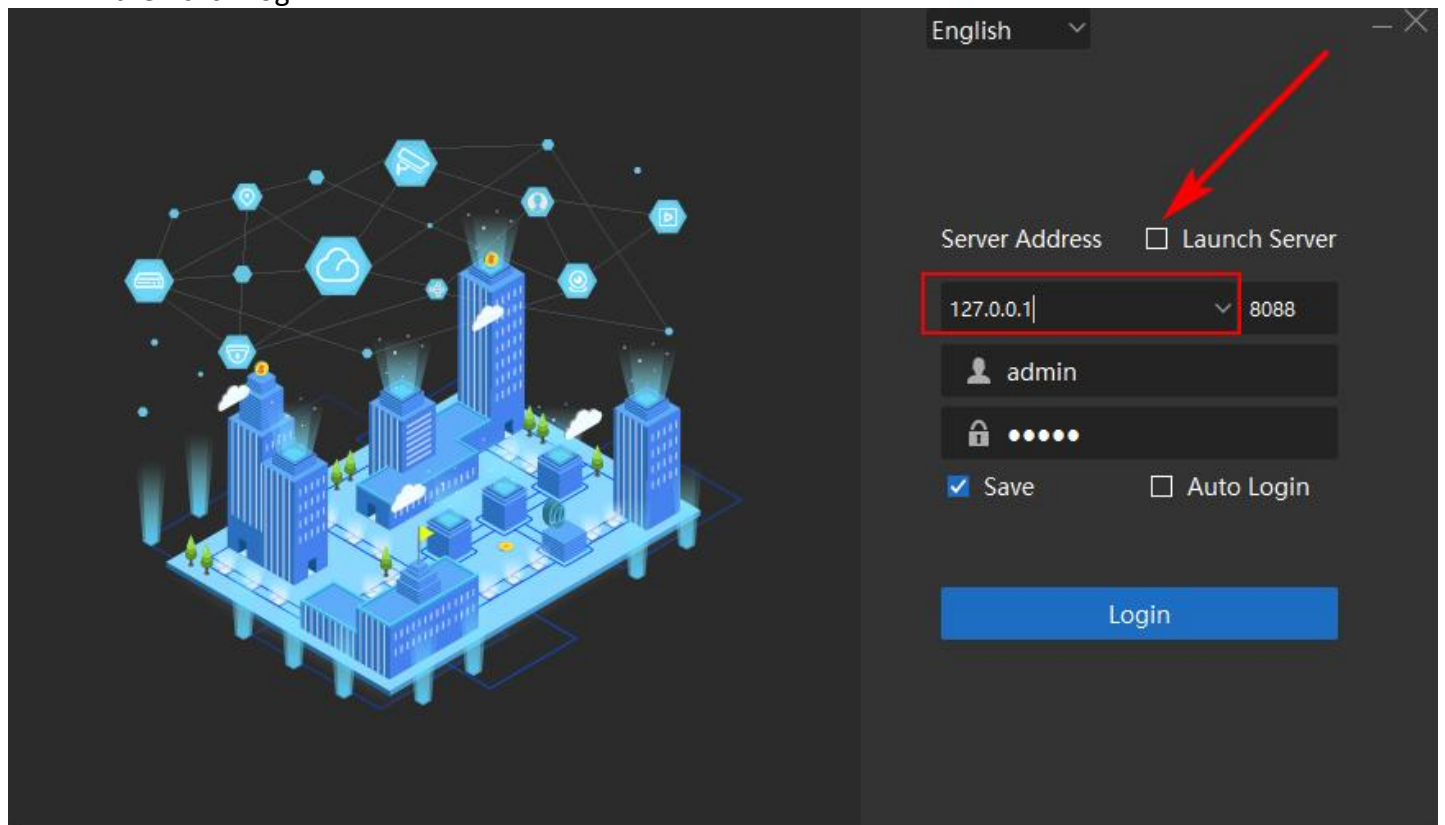 English
Server Address Launch Server
127.0.0.1 8088
admin
•••••
Save Auto Login
Login